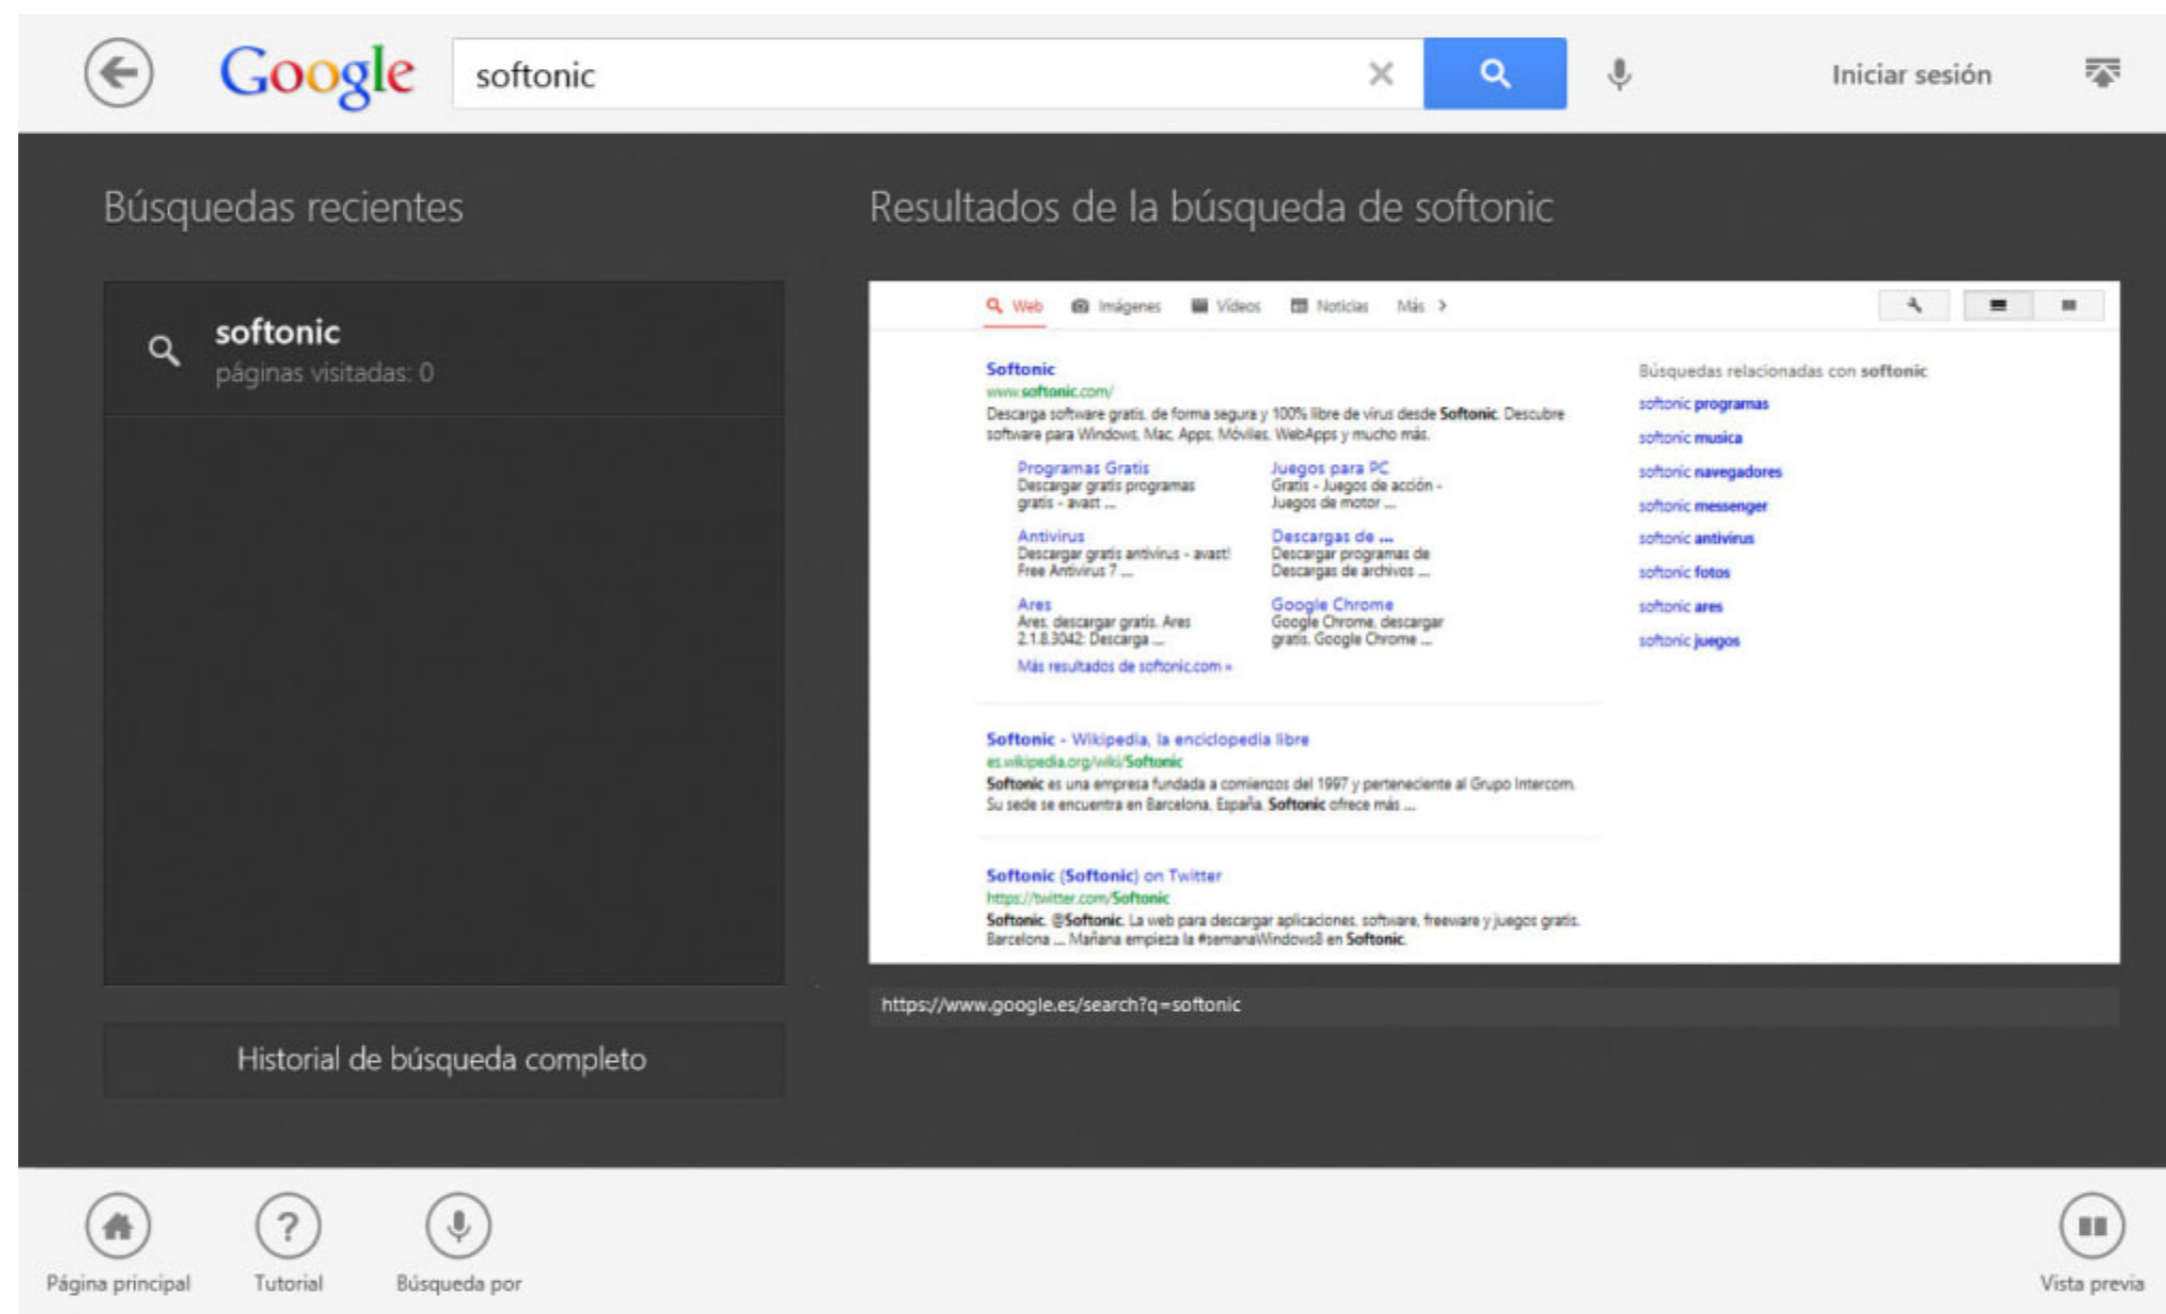 Google
softonic
Iniciar sesión
Búsquedas recientes
softonic
páginas visitadas: 0
Historial de búsqueda completo
Resultados de la búsqueda de softonic
Web Imágenes Vídeos Noticias Más >
Softonic
www.softonic.com/
Descarga software gratis, de forma segura y 100% libre de virus desde Softonic. Descubre
software para Windows, Mac, Apps, Móviles, WebApps y mucho más.
Programas Gratis
Descargar gratis programas
gratis - avast ...
Juegos para PC
Gratis - Juegos de acción -
Juegos de motor ...
Antivirus
Descargar gratis antivirus - avast!
Free Antivirus 7 ...
Descargas de ...
Descargar programas de
Descargas de archivos ...
Ares
Ares, descargar gratis. Ares
2.1.8.3042: Descarga ...
Google Chrome
Google Chrome, descargar
gratis. Google Chrome ...
Más resultados de softonic.com »
Softonic - Wikipedia, la enciclopedia libre
es.wikipedia.org/wiki/Softonic
Softonic es una empresa fundada a comienzos del 1997 y perteneciente al Grupo Intercom.
Su sede se encuentra en Barcelona, España. Softonic ofrece más ...
Softonic (Softonic) on Twitter
https://twitter.com/Softonic
Softonic. @Softonic. La web para descargar aplicaciones, software, freeware y juegos gratis.
Barcelona ... Mañana empieza la #semanaWindows8 en Softonic.
Búsquedas relacionadas con softonic
softonic programas
softonic musica
softonic navegadores
softonic messenger
softonic antivirus
softonic fotos
softonic ares
softonic juegos
https://www.google.es/search?q=softonic
Página principal
Tutorial
Búsqueda por
Vista previa